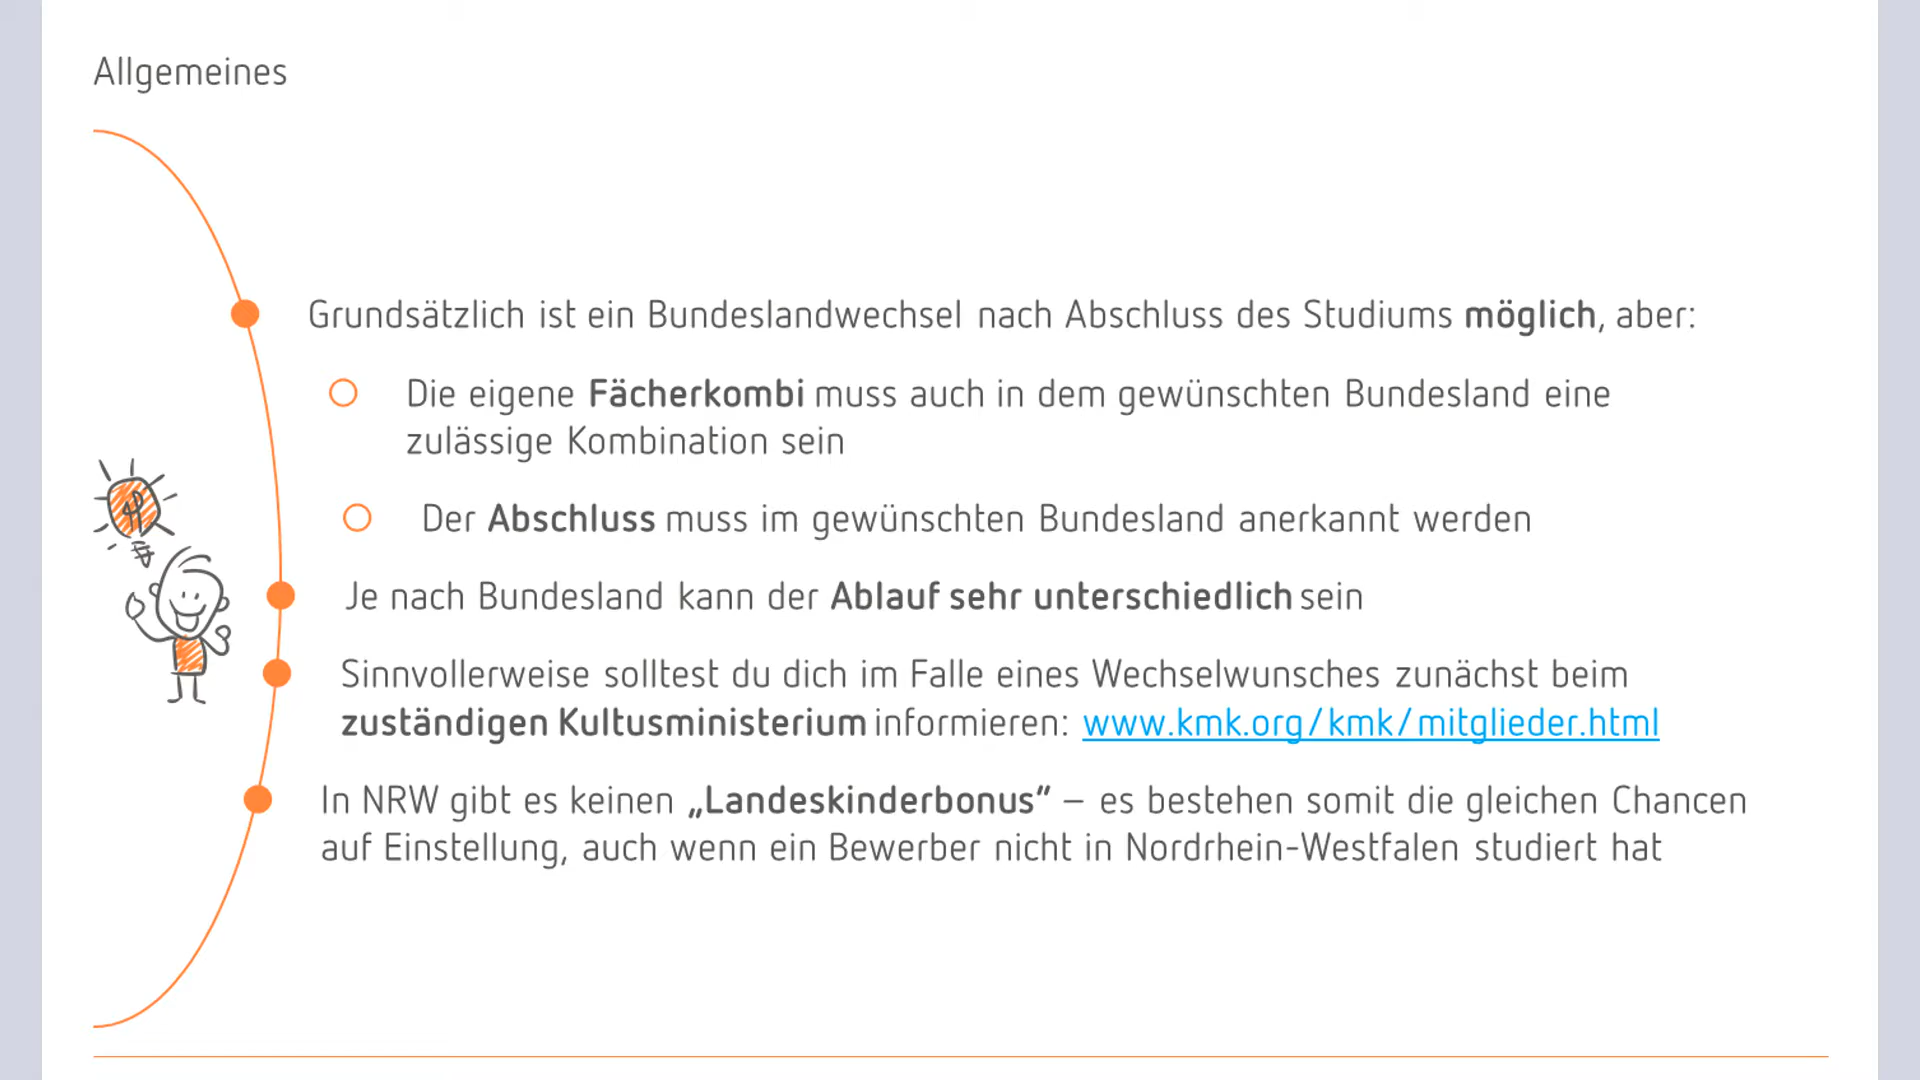 Allgemeines
Grundsätzlich ist ein Bundeslandwechsel nach Abschluss des Studiums möglich, aber:
Die eigene Fächerkombi muss auch in dem gewünschten Bundesland eine
zulässige Kombination sein
Der Abschluss muss im gewünschten Bundesland anerkannt werden
Je nach Bundesland kann der Ablauf sehr unterschiedlich sein
Sinnvollerweise solltest du dich im Falle eines Wechselwunsches zunächst beim
zuständigen Kultusministerium informieren: www.kmk.org/kmk/mitglieder.html
In NRW gibt es keinen „Landeskinderbonus“ – es bestehen somit die gleichen Chancen
auf Einstellung, auch wenn ein Bewerber nicht in Nordrhein-Westfalen studiert hat